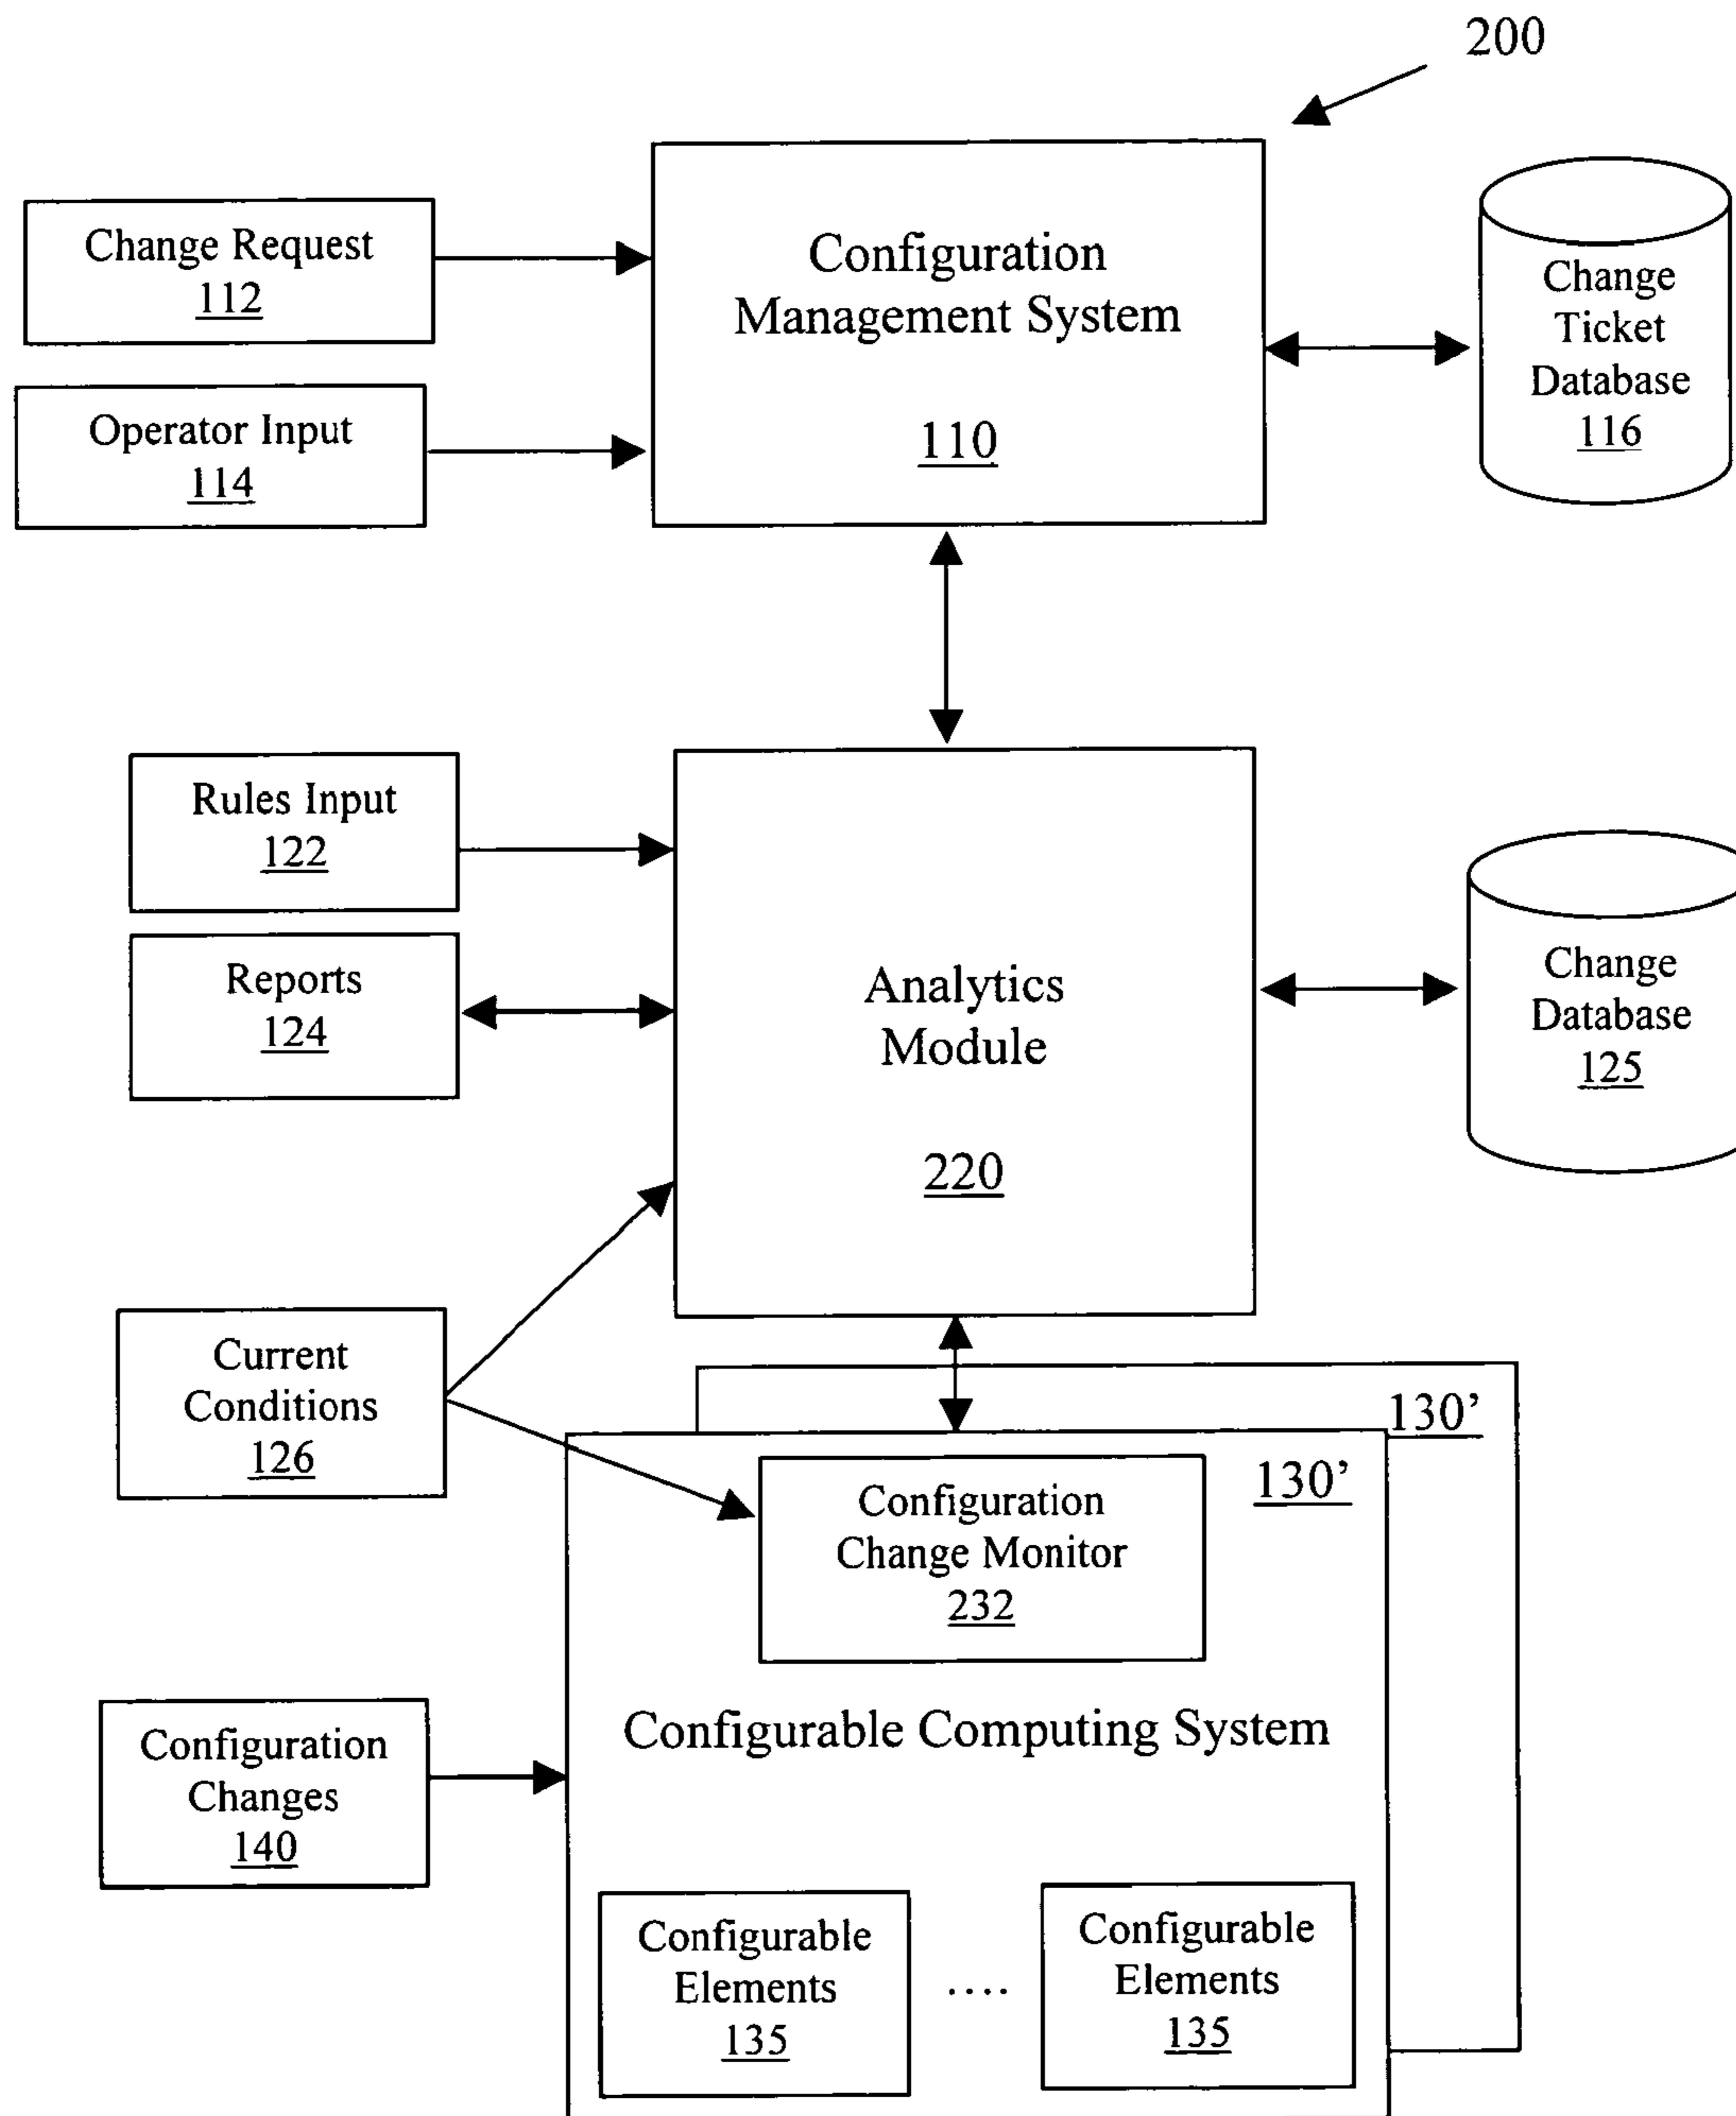 200
Change Request
112
Configuration
Management System
110
Change
Ticket
Database
116
Operator Input
114
Rules Input
122
Reports
124
Analytics
Module
220
Change
Database
125
Current
Conditions
126
130’
130’
Configuration
Change Monitor
232
Configurable Computing System
Configuration
Changes
140
Configurable
Elements
135
....
Configurable
Elements
135